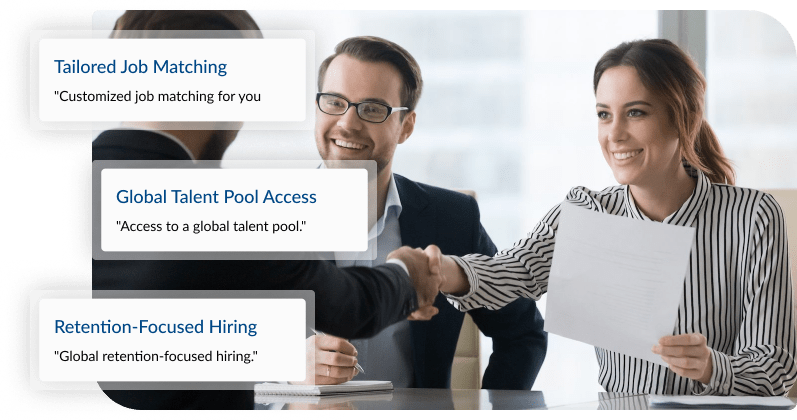 Tailored Job Matching
"Customized job matching for you
Global Talent Pool Access
"Access to a global talent pool."
Retention-Focused Hiring
"Global retention-focused hiring."